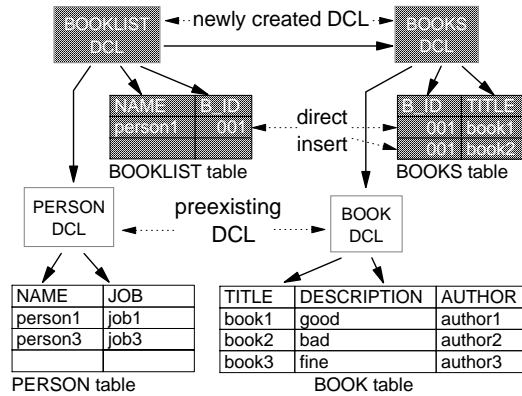 BOOKLIST
DCL
newly created DCL
BOOKS
DCL
NAME B_ID
person1 001
BOOKLIST table
direct
insert
B_ID TITLE
001 book1
001 book2
BOOKS table
PERSON
DCL
preexisting
DCL
BOOK
DCL
NAME JOB
person1 job1
person3 job3
PERSON table
TITLE DESCRIPTION AUTHOR
book1 good author1
book2 bad author2
book3 fine author3
BOOK table